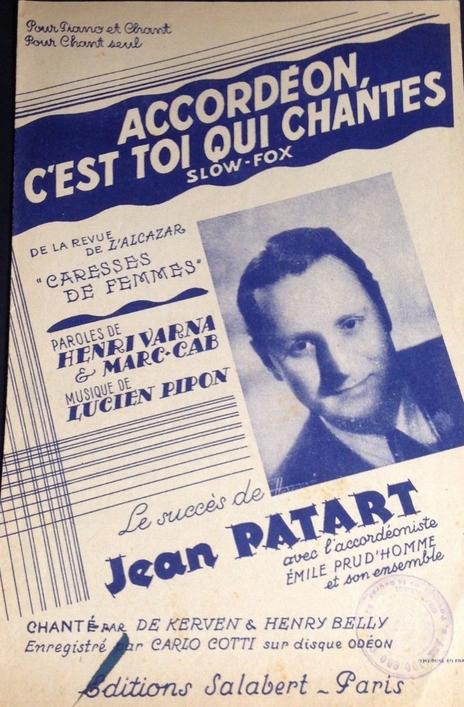 Pour Piano et Chant
Pour Chant seul
ACCORDÉON,
C'EST TOI QUI CHANTES
SLOW-FOX
DE LA REVUE
DE L'ALCAZAR
"CARESSES
DE FEMMES"
PAROLES DE
HENRI VARNA
& MARC-CAB
MUSIQUE DE
LUCIEN PIPON
Le succès de
Jean PATART
avec l'accordéoniste
ÉMILE PRUD'HOMME
et son ensemble
CHANTÉ PAR DE KERVEN & HENRY BELLY
Enregistré par CARLO COTTI sur disque ODÉON
Editions Salabert - Paris